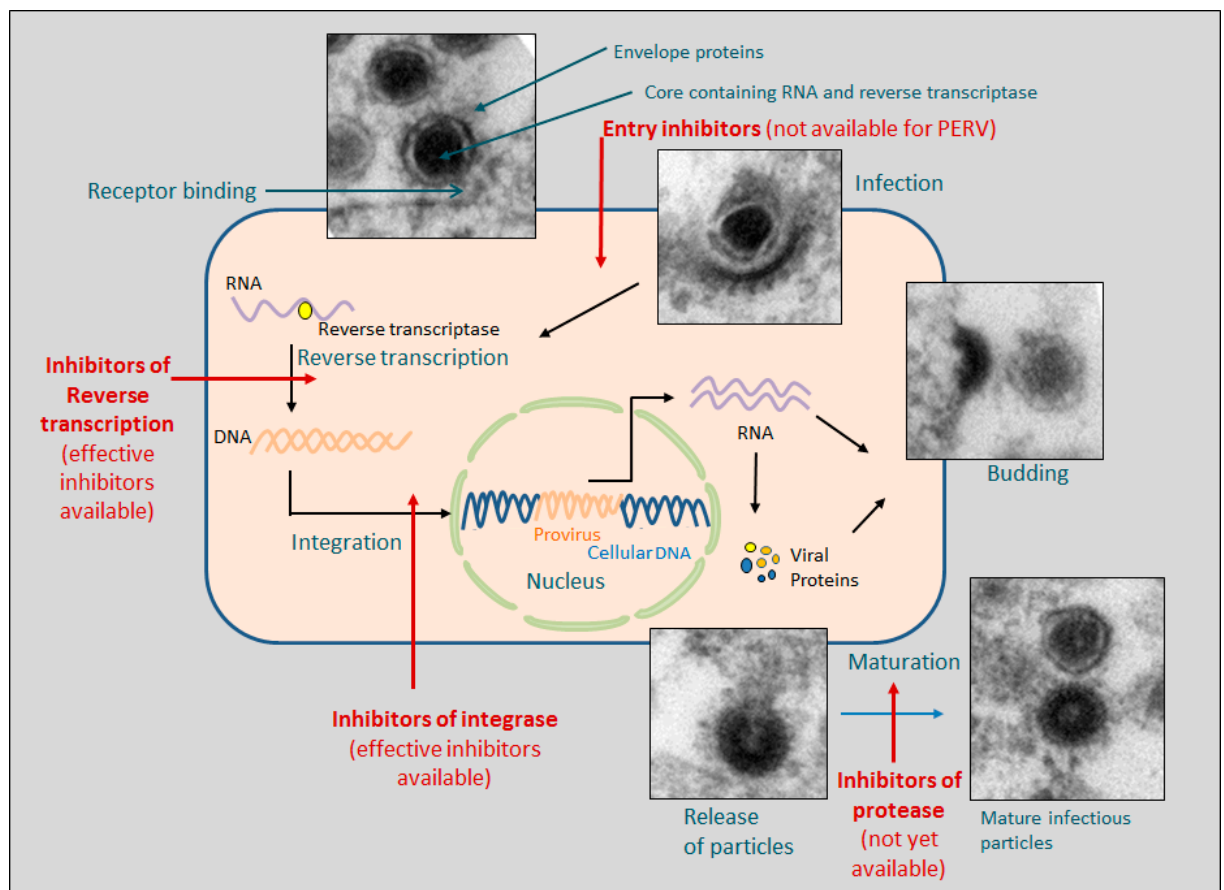 Envelope proteins
Core containing RNA and reverse transcriptase
Entry inhibitors (not available for PERV)
Receptor binding
Infection
RNA
Reverse transcriptase
Reverse transcription
Inhibitors of
Reverse
transcription
(effective
inhibitors
available)
DNA
Integration
Provirus
Cellular DNA
Nucleus
RNA
Viral
Proteins
Budding
Maturation
Inhibitors of integrase
(effective inhibitors
available)
Release
of particles
Inhibitors of
protease
(not yet
available)
Mature infectious
particles